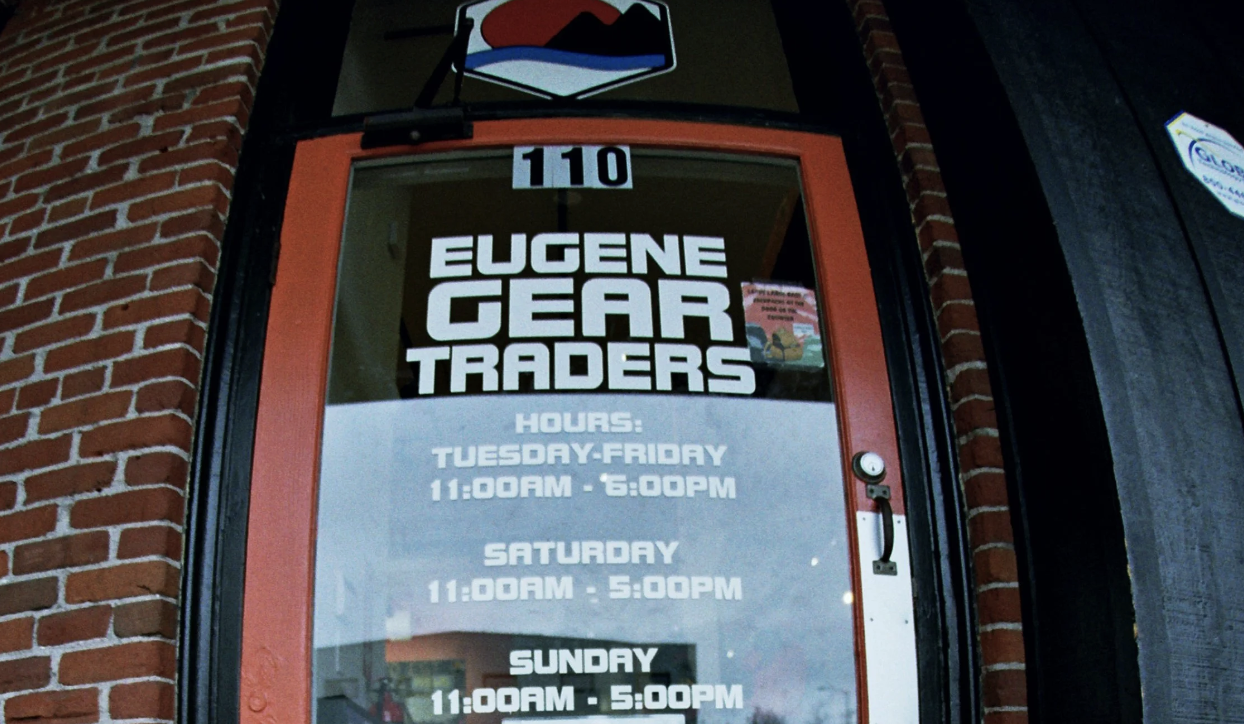 110
EUGENE
GEAR
TRADERS
HOURS:
TUESDAY-FRIDAY
11:00AM - 6:00PM
SATURDAY
11:00AM - 5:00PM
SUNDAY
11:00AM - 5:00PM